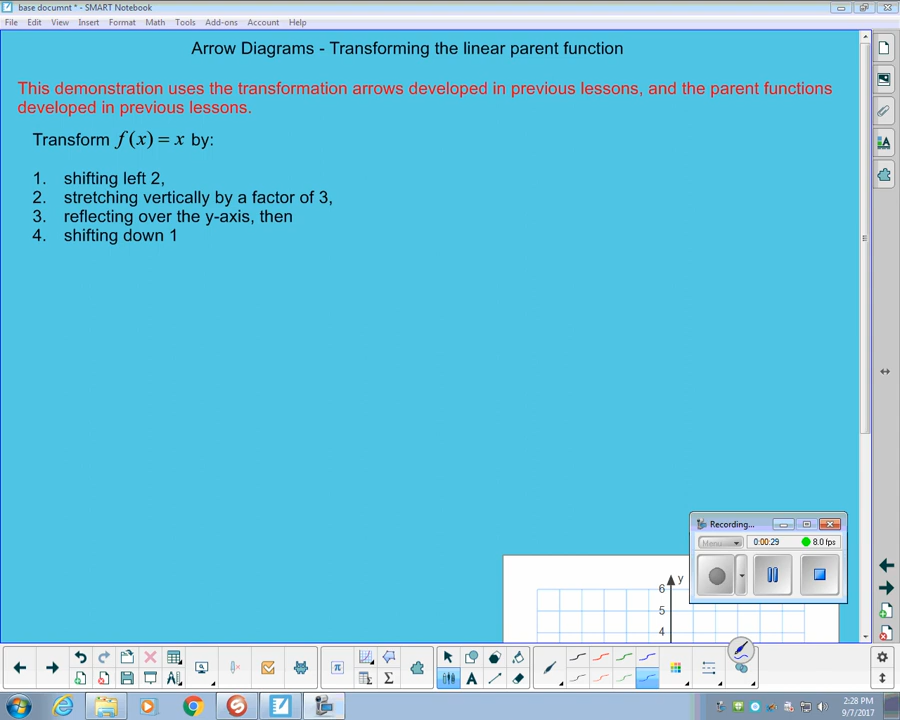 base documnt * - SMART Notebook
File Edit View Insert Format Math Tools Add-ons Account Help
Arrow Diagrams - Transforming the linear parent function
This demonstration uses the transformation arrows developed in previous lessons, and the parent functions
developed in previous lessons.
Transform f(x) = x by:
1. shifting left 2,
2. stretching vertically by a factor of 3,
3. reflecting over the y-axis, then
4. shifting down 1
Recording...
Menu 0:00:29 8.0 fps
y
6
5
4
2:28 PM
9/7/2017